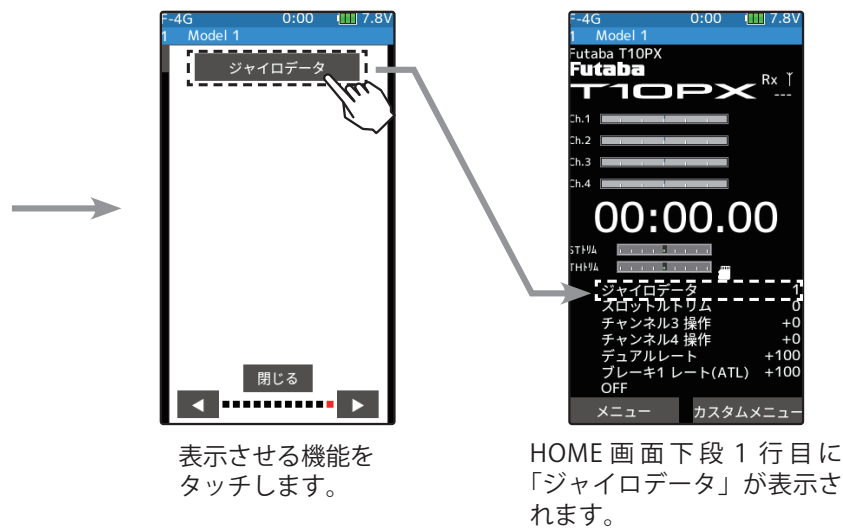 F-4G 0:00 7.8V
1 Model 1
ジャイロデータ
閉じる
表示させる機能を
タッチします。
F-4G 0:00 7.8V
1 Model 1
Futaba T10PX
Futaba
T10PX
Rx
---
Ch.1
Ch.2
Ch.3
Ch.4
00:00.00
STﾄﾘﾑ
THﾄﾘﾑ
ジャイロデータ 1
スロットルトリム 0
チャンネル3 操作 +0
チャンネル4 操作 +0
デュアルレート +100
ブレーキ1 レート(ATL) +100
OFF
メニュー カスタムメニュー
HOME 画面下段 1 行目に
「ジャイロデータ」が表示さ
れます。